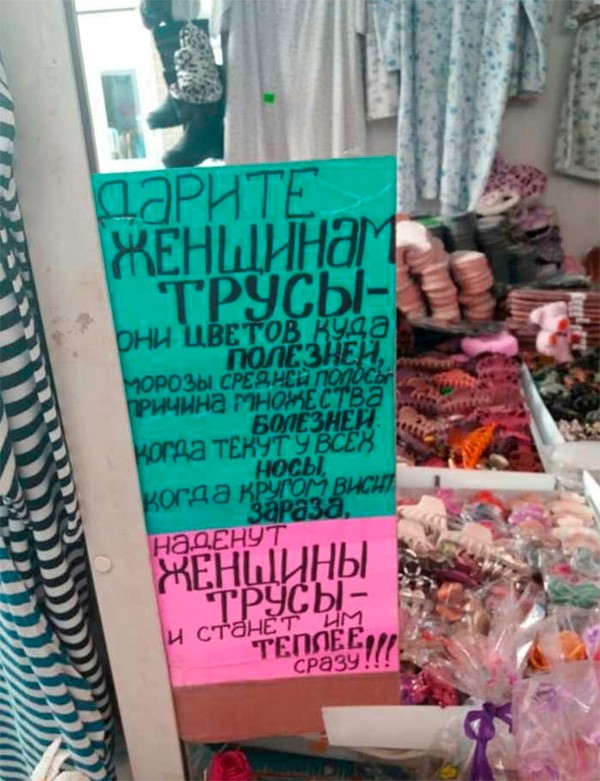 ДАРИТЕ
ЖЕНЩИНАМ
ТРУСЫ-
ОНИ ЦВЕТОВ КУДА
ПОЛЕЗНЕЙ,
МОРОЗЫ СРЕДНЕЙ ПОЛОСЫ-
ПРИЧИНА МНОЖЕСТВА
БОЛЕЗНЕЙ.
КОГДА ТЕКУТ У ВСЕХ
НОСЫ,
КОГДА КРУГОМ ВИСИТ
ЗАРАЗА,
НАДЕНУТ
ЖЕНЩИНЫ
ТРУСЫ-
И СТАНЕТ ИМ
ТЕПЛЕЕ
СРАЗУ!!!